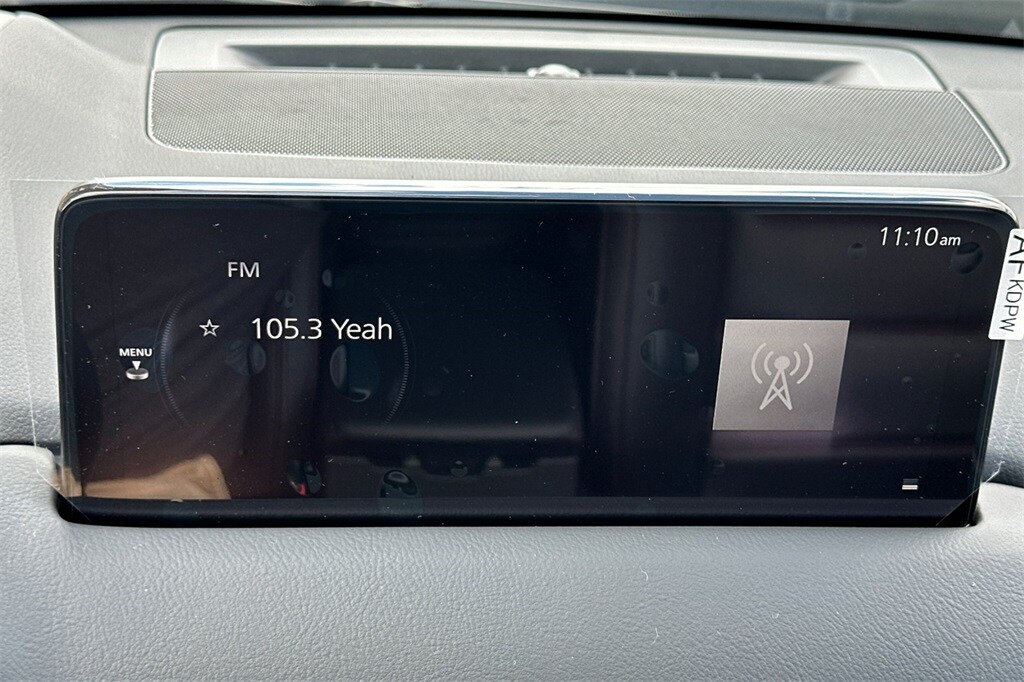 11:10am
FM
☆ 105.3 Yeah
MENU
AF KDPW